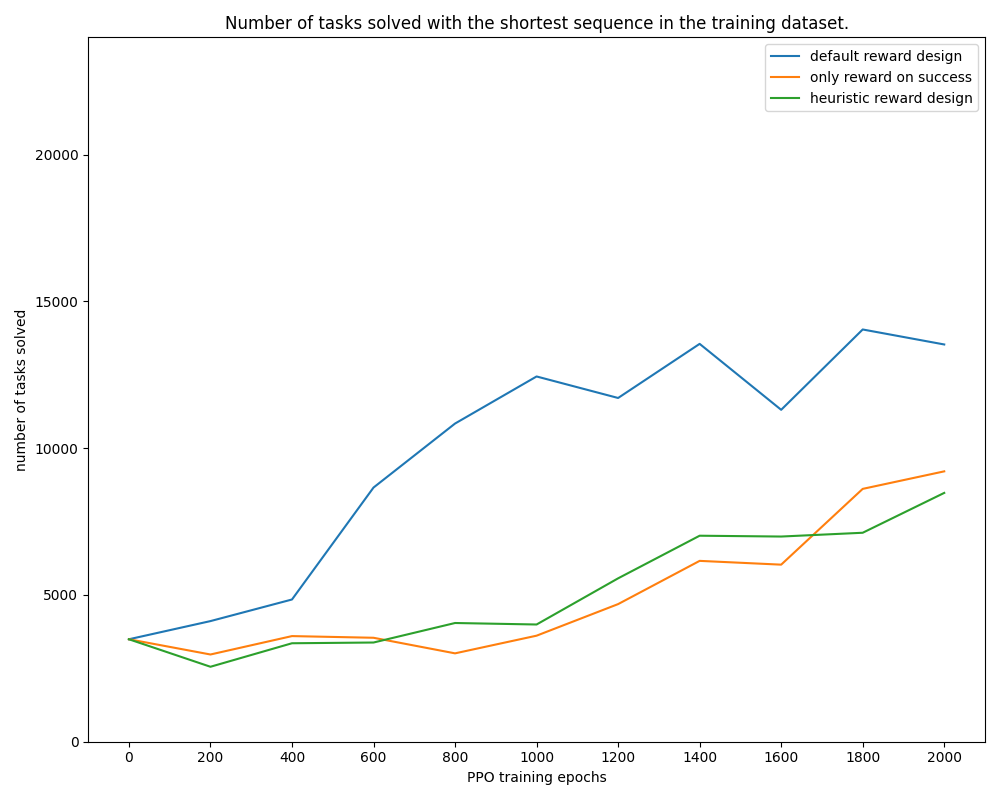 Number of tasks solved with the shortest sequence in the training dataset.
default reward design
only reward on success
heuristic reward design
20000
15000
10000
5000
0
number of tasks solved
0 200 400 600 800 1000 1200 1400 1600 1800 2000
PPO training epochs